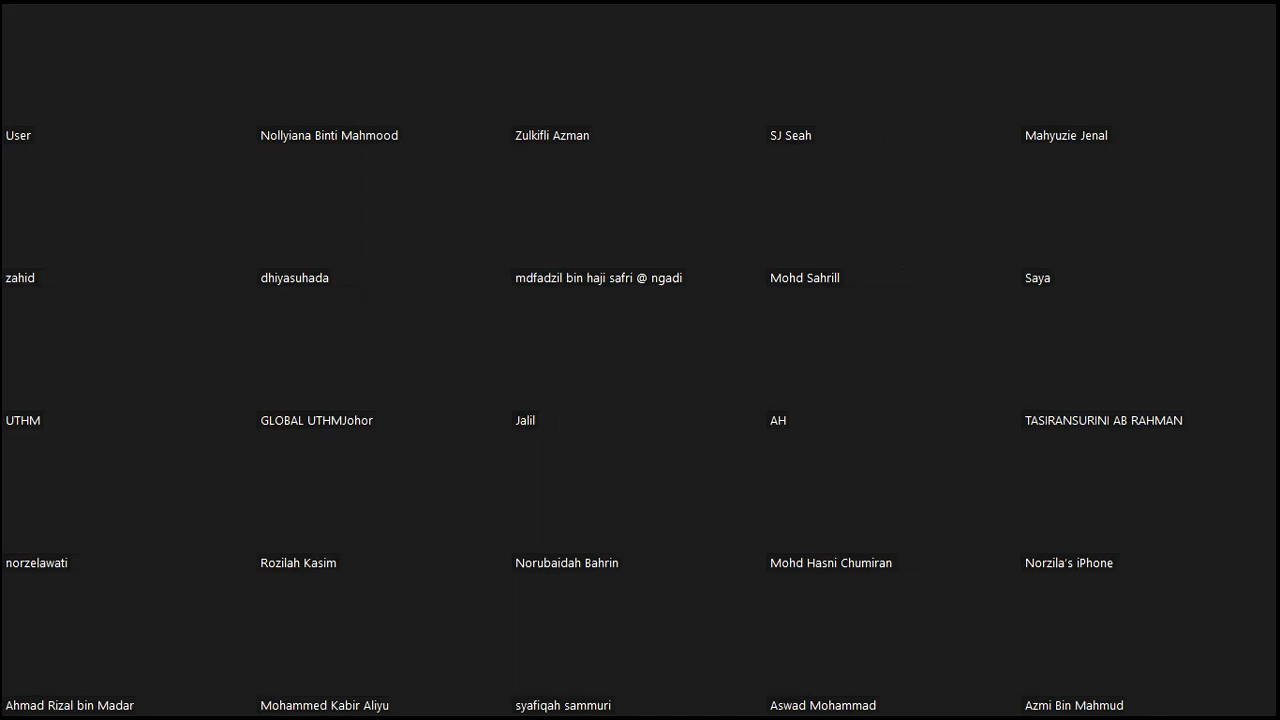 User
Nollyiana Binti Mahmood
Zulkifli Azman
SJ Seah
Mahyuzie Jenal
zahid
dhiyasuhada
mdfadzil bin haji safri @ ngadi
Mohd Sahrill
Saya
UTHM
GLOBAL UTHMJohor
Jalil
AH
TASIRANSURINI AB RAHMAN
norzelawati
Rozilah Kasim
Norubaidah Bahrin
Mohd Hasni Chumiran
Norzila's iPhone
Ahmad Rizal bin Madar
Mohammed Kabir Aliyu
syafiqah sammuri
Aswad Mohammad
Azmi Bin Mahmud